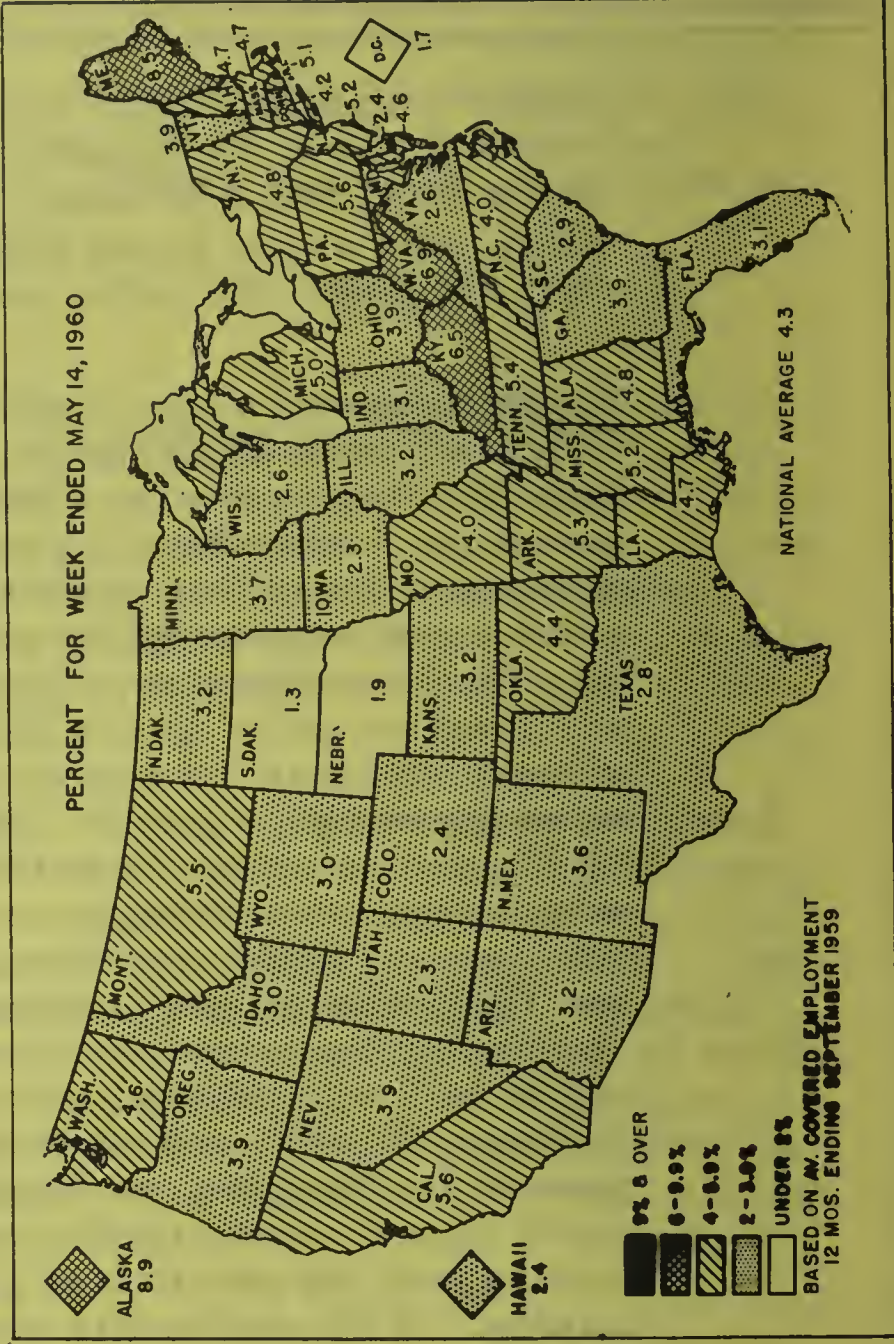 PERCENT FOR WEEK ENDED MAY 14, 1960
WASH.
4.6
OREG.
3.9
CAL.
5.6
NEV.
3.9
IDAHO
3.0
MONT.
5.5
WYO.
3.0
UTAH
2.3
COLO
2.4
ARIZ
3.2
N.MEX.
3.6
N.DAK.
3.2
S.DAK.
1.3
NEBR.
1.9
KANS.
3.2
OKLA
4.4
TEXAS
2.8
MINN.
3.7
IOWA
2.3
MO.
4.0
ARK.
5.3
LA.
4.7
WIS.
2.6
ILL.
3.2
MICH.
5.0
IND
3.1
OHIO
3.9
KY.
6.5
TENN. 5.4
MISS.
5.2
ALA.
4.8
GA.
3.9
FLA.
3.1
S.C.
2.9
N.C.
4.0
VA.
2.6
W.VA.
6.9
PA.
5.6
N.Y.
4.8
VT.
3.9
N.H.
4.7
ME.
8.5
MASS.
4.7
5.1
4.2
N.J.
5.2
2.4
MD.
4.6
D.C.
1.7
ALASKA
8.9
HAWAII
2.4
NATIONAL AVERAGE 4.3
9% & OVER
UNDER 2%
BASED ON AV. COVERED EMPLOYMENT
12 MOS. ENDING SEPTEMBER 1959